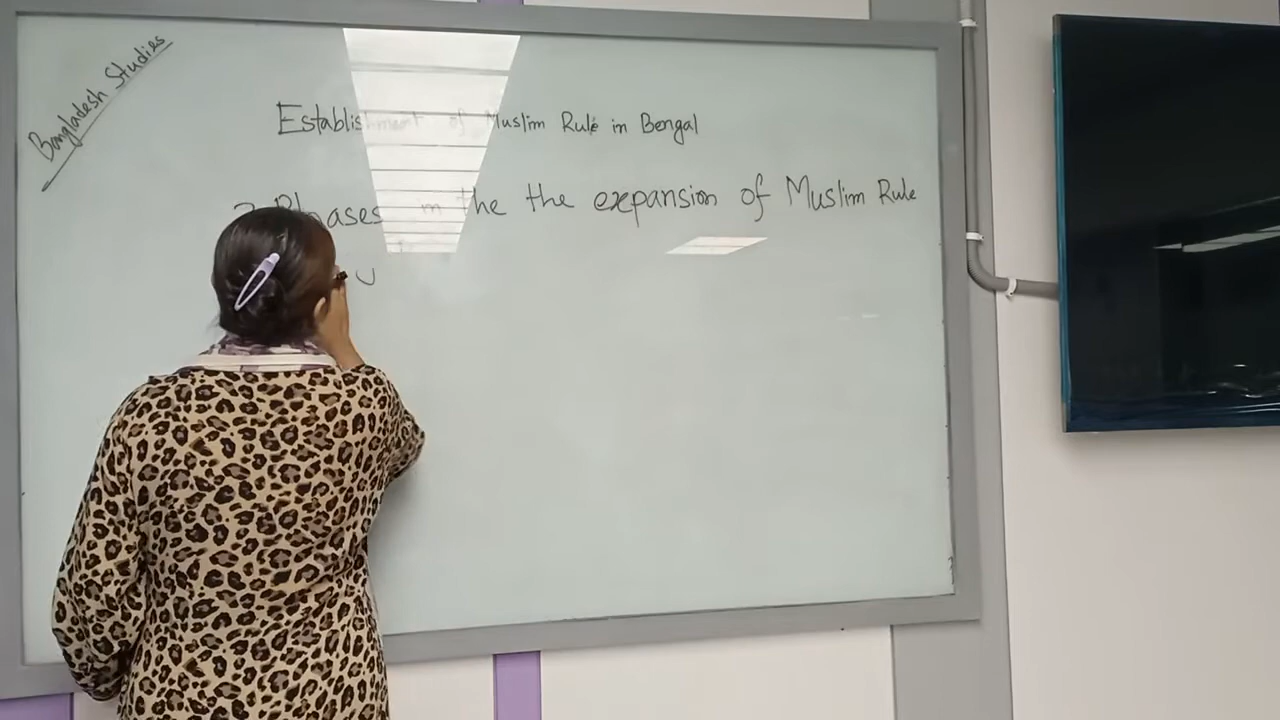 Bangladesh Studies
Establishment of Muslim Rule in Bengal
Phases in the the expansion of Muslim Rule